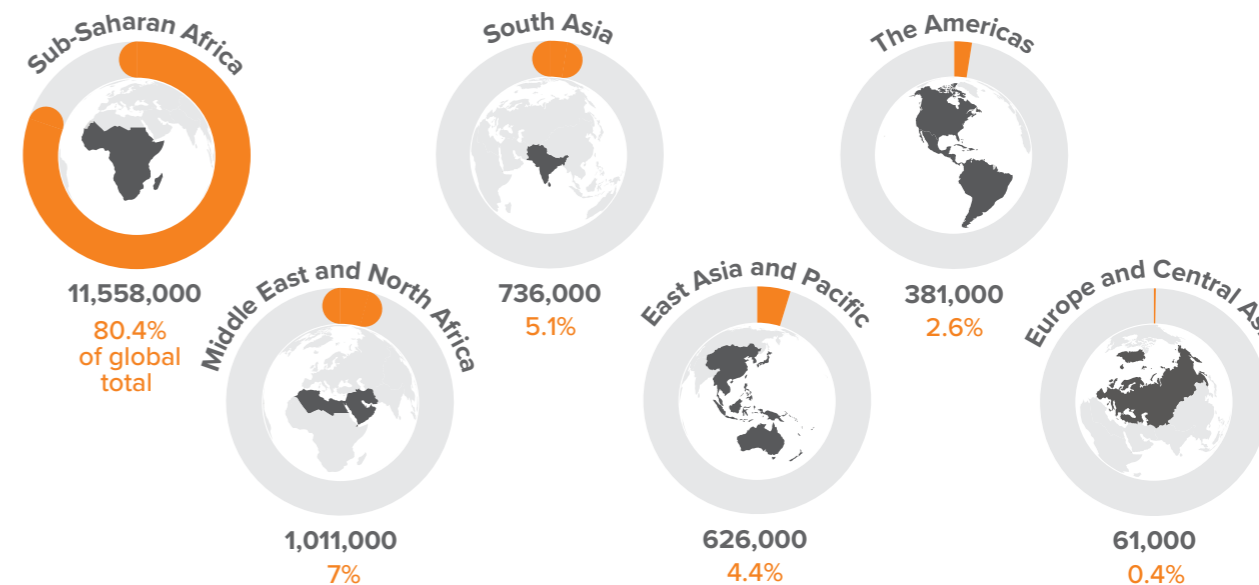 Sub-Saharan Africa
11,558,000
80.4%
of global
total
Middle East and North Africa
1,011,000
7%
South Asia
736,000
5.1%
East Asia and Pacific
626,000
4.4%
The Americas
381,000
2.6%
Europe and Central As
61,000
0.4%